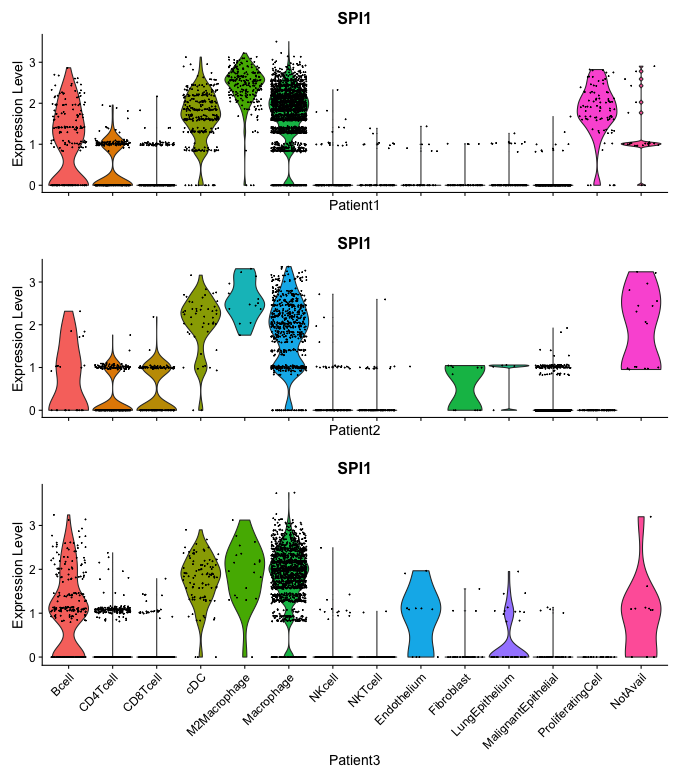 SPI1
Expression Level
3
2
1
0
Patient1
SPI1
Expression Level
3
2
1
0
Patient2
SPI1
Expression Level
3
2
1
0
Bcell
CD4Tcell
CD8Tcell
cDC
M2Macrophage
Macrophage
NKcell
NKTcell
Endothelium
Fibroblast
LungEpithelium
MalignantEpithelial
ProliferatingCell
NotAvail
Patient3